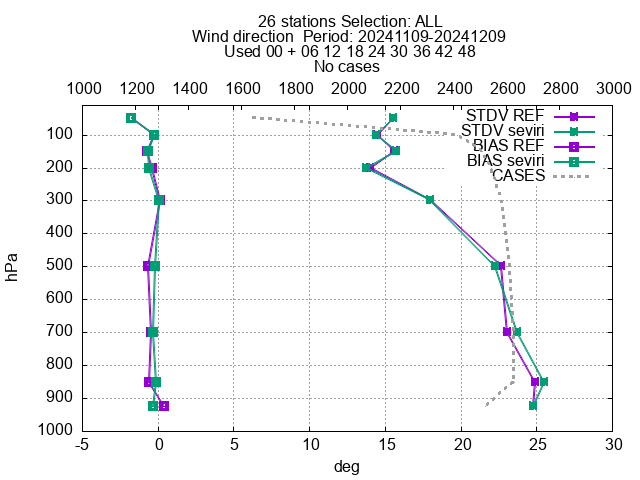 26 stations Selection: ALL
Wind direction  Period: 20241109-20241209
Used 00 + 06 12 18 24 30 36 42 48
No cases
1000 1200 1400 1600 1800 2000 2200 2400 2600 2800 3000
STDV REF
STDV seviri
BIAS REF
BIAS seviri
CASES
100
200
300
400
500
600
700
800
900
1000
hPa
-5 0 5 10 15 20 25 30
deg